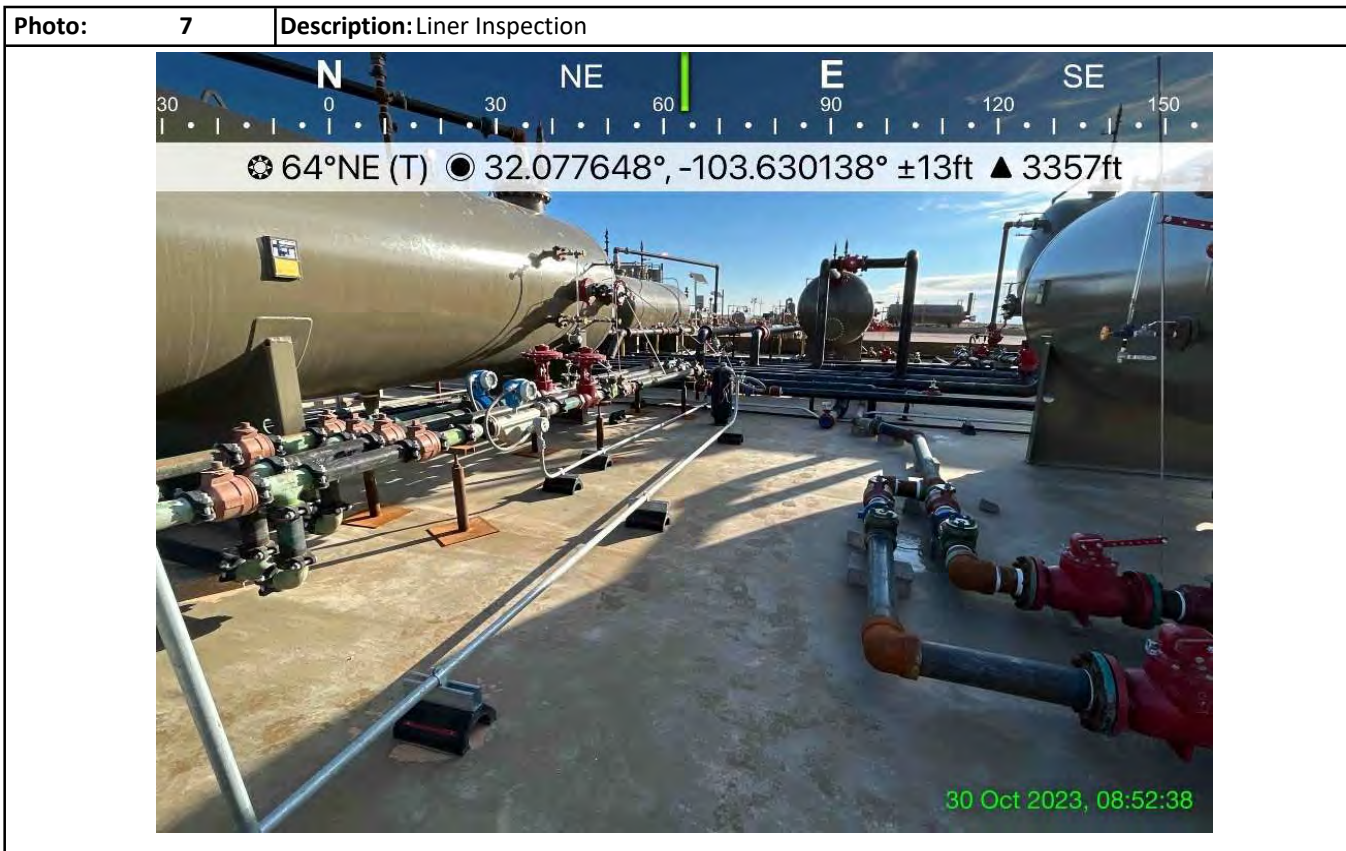 Photo: 7 Description: Liner Inspection
N NE E SE
30 0 30 60 90 120 150
64°NE (T) 32.077648°, -103.630138° ±13ft ▲ 3357ft
30 Oct 2023, 08:52:38